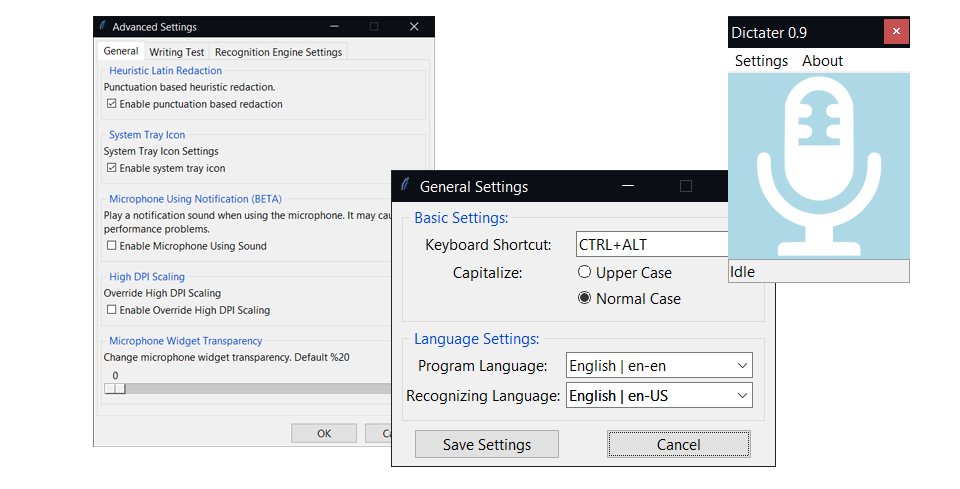 Advanced Settings
General
Writing Test
Recognition Engine Settings
Heuristic Latin Redaction
Punctuation based heuristic redaction.
Enable punctuation based redaction
System Tray Icon
System Tray Icon Settings
Enable system tray icon
Microphone Using Notification (BETA)
Play a notification sound when using the microphone. It may
performance problems.
Enable Microphone Using Sound
High DPI Scaling
Override High DPI Scaling
Enable Override High DPI Scaling
Microphone Widget Transparency
Change microphone widget transparency. Default %20
0
OK
General Settings
Basic Settings:
Keyboard Shortcut: CTRL+ALT
Capitalize: Upper Case
Normal Case
Language Settings:
Program Language: English | en-en
Recognizing Language: English | en-US
Save Settings Cancel
Dictater 0.9
Settings About
Idle